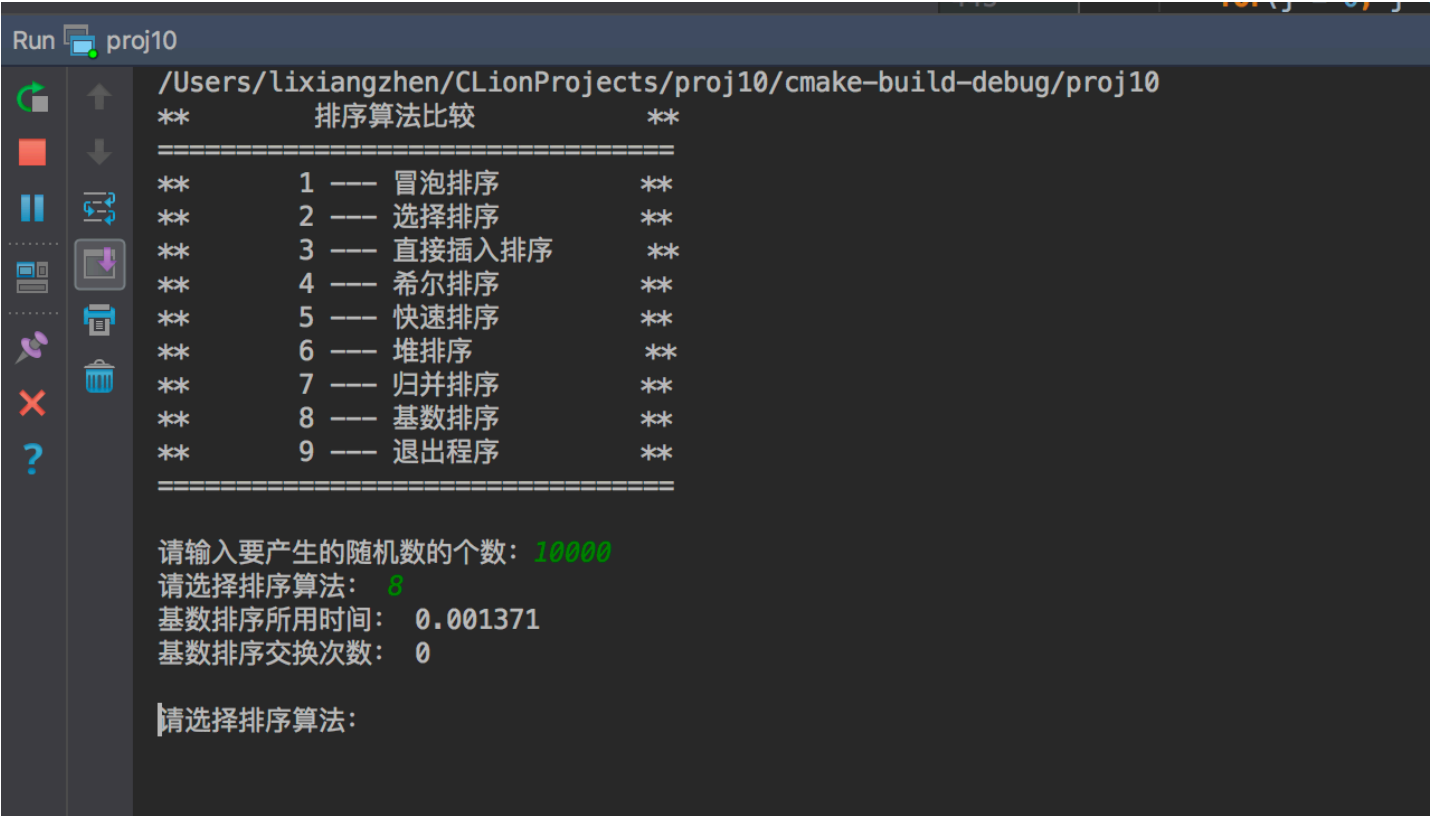 Run proj10
/Users/lixiangzhen/CLionProjects/proj10/cmake-build-debug/proj10
** 排序算法比较 **
=================================
** 1 --- 冒泡排序 **
** 2 --- 选择排序 **
** 3 --- 直接插入排序 **
** 4 --- 希尔排序 **
** 5 --- 快速排序 **
** 6 --- 堆排序 **
** 7 --- 归并排序 **
** 8 --- 基数排序 **
** 9 --- 退出程序 **
=================================
请输入要产生的随机数的个数：10000
请选择排序算法： 8
基数排序所用时间： 0.001371
基数排序交换次数： 0
请选择排序算法：